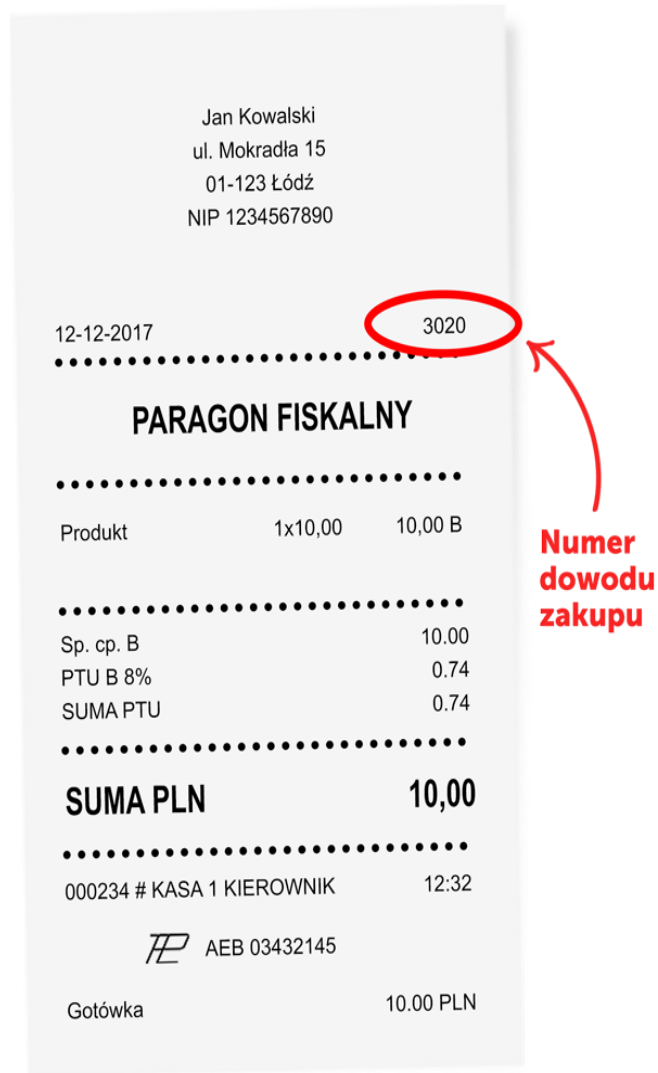 Jan Kowalski
ul. Mokradła 15
01-123 Łódź
NIP 1234567890
12-12-2017 3020
PARAGON FISKALNY
Produkt 1x10,00 10,00 B
Numer
dowodu
zakupu
Sp. cp. B 10.00
PTU B 8% 0.74
SUMA PTU 0.74
SUMA PLN 10,00
000234 # KASA 1 KIEROWNIK 12:32
AEB 03432145
Gotówka 10.00 PLN